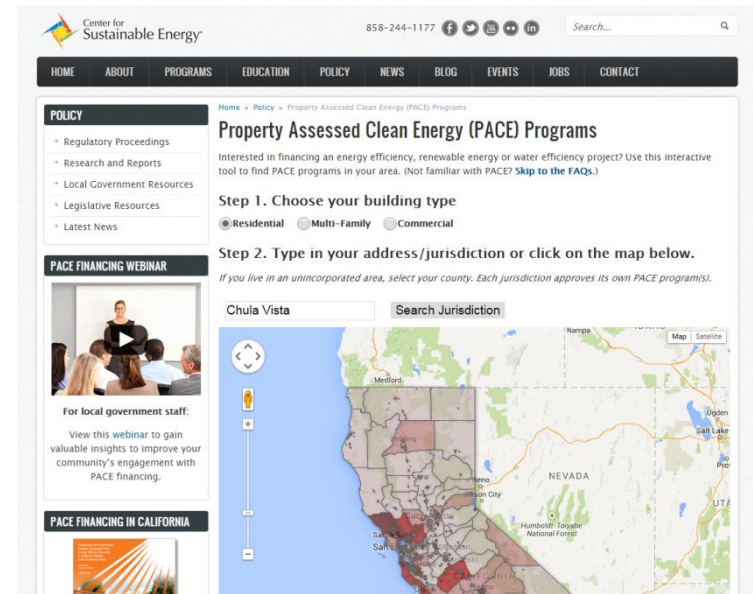 Center for
Sustainable Energy
858-244-1177
Search...
HOME ABOUT PROGRAMS EDUCATION POLICY NEWS BLOG EVENTS JOBS CONTACT
POLICY
Regulatory Proceedings
Research and Reports
Local Government Resources
Legislative Resources
Latest News
PACE FINANCING WEBINAR
For local government staff:
View this webinar to gain
valuable insights to improve your
community's engagement with
PACE financing.
PACE FINANCING IN CALIFORNIA
Home » Policy » Property Assessed Clean Energy (PACE) Programs
Property Assessed Clean Energy (PACE) Programs
Interested in financing an energy efficiency, renewable energy or water efficiency project? Use this interactive
tool to find PACE programs in your area. (Not familiar with PACE? Skip to the FAQs.)
Step 1. Choose your building type
Residential Multi-Family Commercial
Step 2. Type in your address/jurisdiction or click on the map below.
If you live in an unincorporated area, select your county. Each jurisdiction approves its own PACE program(s).
Chula Vista Search Jurisdiction
Nampa
Map Satellite
Medford
Ogden
Salt Lake
Redding
Reno
Carson City
NEVADA
Humboldt-Toiyabe
National Forest
CALIFORNIA